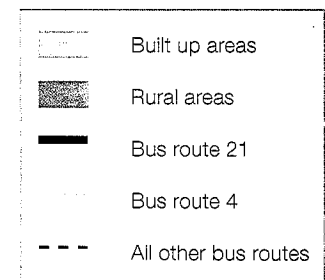 Built up areas
Rural areas
Bus route 21
Bus route 4
All other bus routes